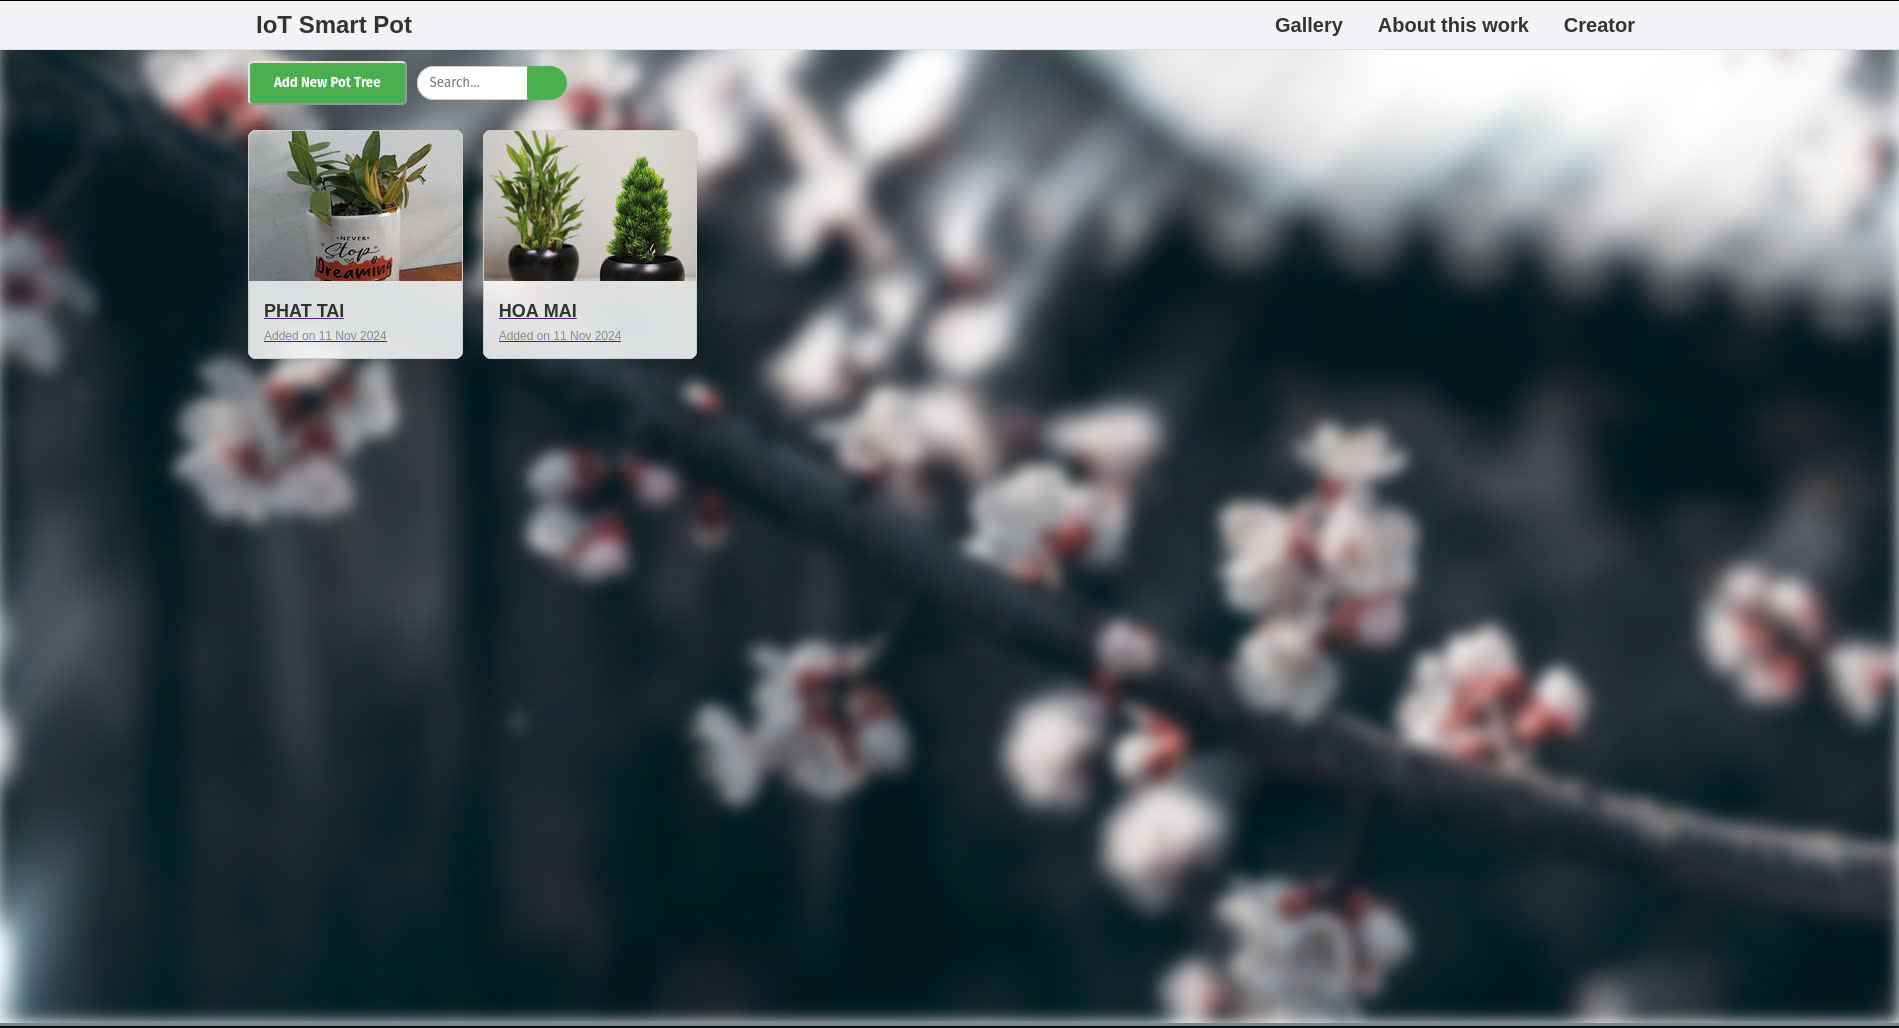 IoT Smart Pot
Gallery
About this work
Creator
Add New Pot Tree
Search...
•NEVER•
Stop
Dreaming
PHAT TAI
Added on 11 Nov 2024
HOA MAI
Added on 11 Nov 2024